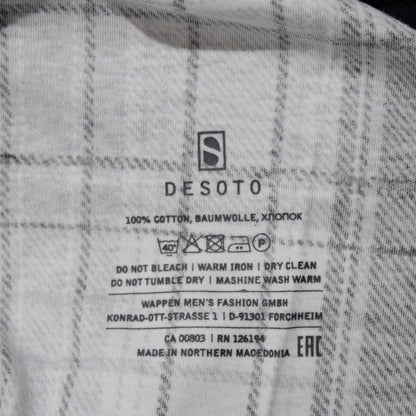 S
DESOTO
100% COTTON, BAUMWOLLE, ХЛОПОК
40° P
DO NOT BLEACH | WARM IRON | DRY CLEAN
DO NOT TUMBLE DRY | MASHINE WASH WARM
WAPPEN MEN'S FASHION GMBH
KONRAD-OTT-STRASSE 1 | D-91301 FORCHHEIM
CA 00803 | RN 126194
MADE IN NORTHERN MACEDONIA EAC